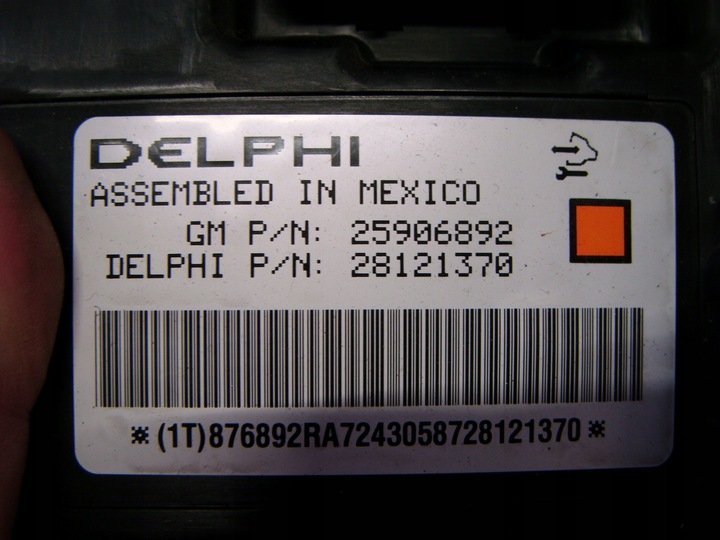 DELPHI
ASSEMBLED IN MEXICO
GM P/N: 25906892
DELPHI P/N: 28121370
*(1T)876892RA7243058728121370*